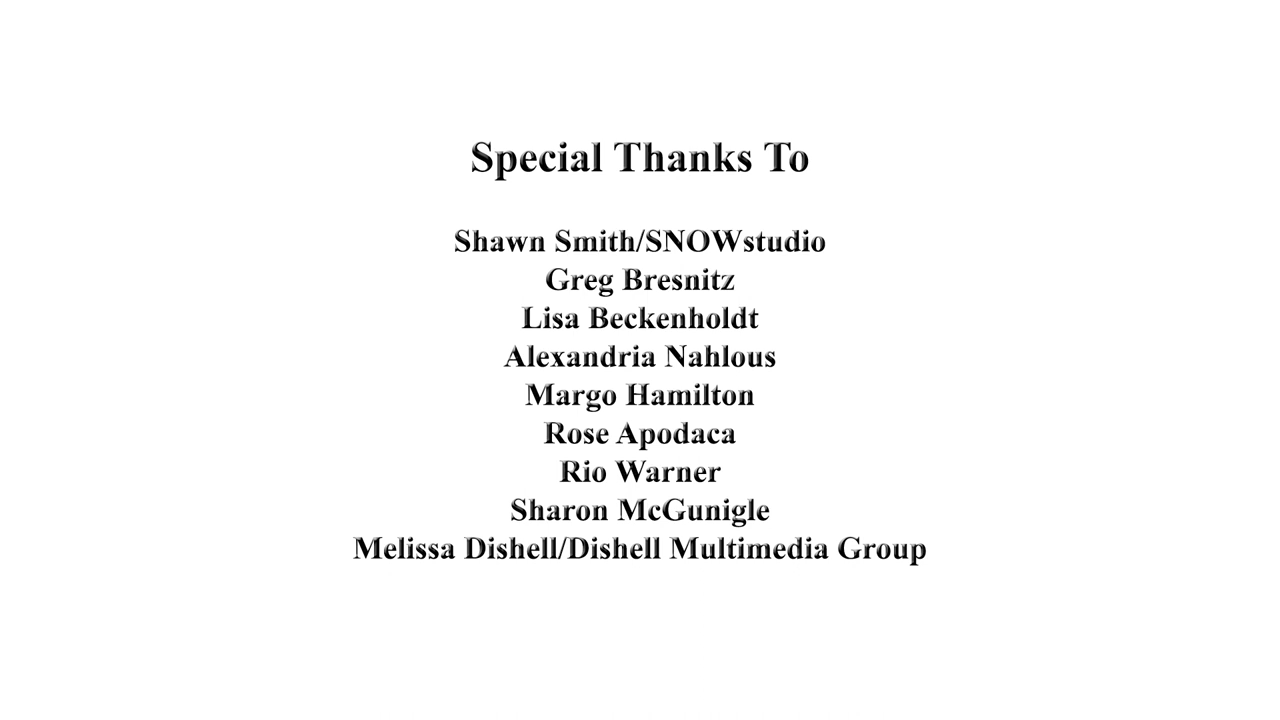 Special Thanks To
Shawn Smith/SNOWstudio
Greg Bresnitz
Lisa Beckenholdt
Alexandria Nahlous
Margo Hamilton
Rose Apodaca
Rio Warner
Sharon McGunigle
Melissa Dishell/Dishell Multimedia Group